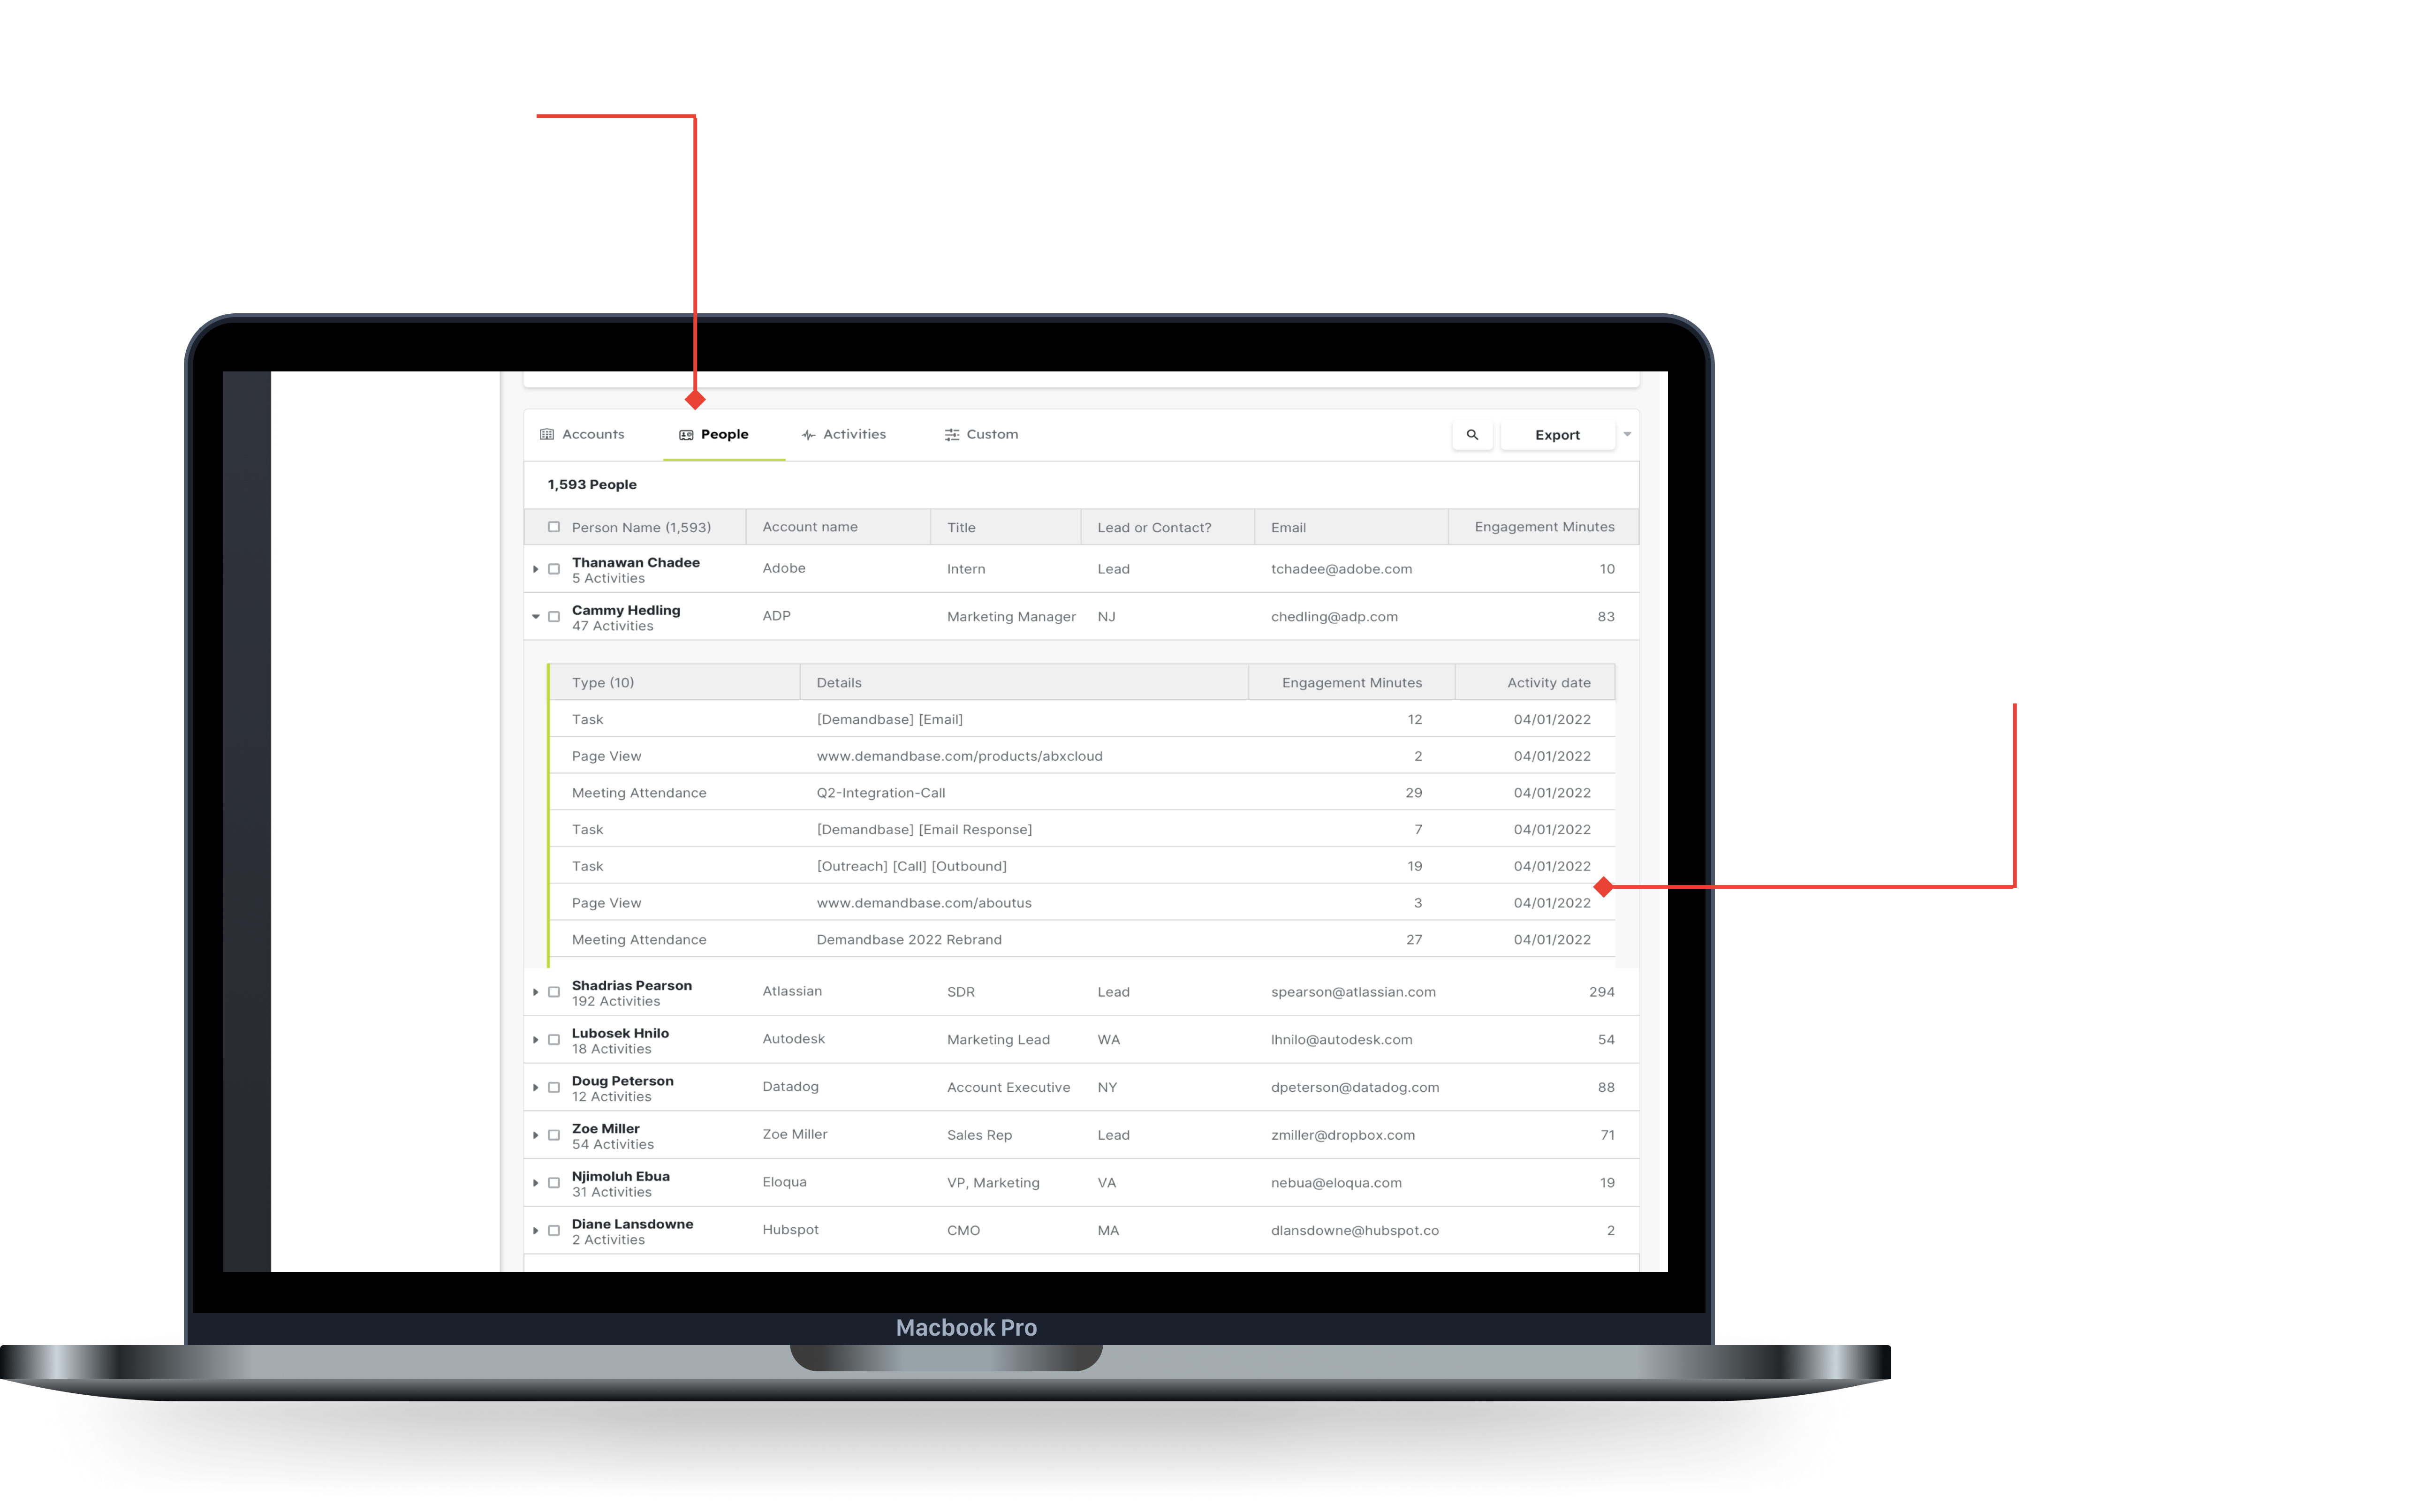 Accounts People Activities Custom Export
1,593 People
Person Name (1,593) Account name Title Lead or Contact? Email Engagement Minutes
Thanawan Chadee Adobe Intern Lead tchadee@adobe.com 10
5 Activities
Cammy Hedling ADP Marketing Manager NJ chedling@adp.com 83
47 Activities
Type (10) Details Engagement Minutes Activity date
Task [Demandbase] [Email] 12 04/01/2022
Page View www.demandbase.com/products/abxcloud 2 04/01/2022
Meeting Attendance Q2-Integration-Call 29 04/01/2022
Task [Demandbase] [Email Response] 7 04/01/2022
Task [Outreach] [Call] [Outbound] 19 04/01/2022
Page View www.demandbase.com/aboutus 3 04/01/2022
Meeting Attendance Demandbase 2022 Rebrand 27 04/01/2022
Shadrias Pearson Atlassian SDR Lead spearson@atlassian.com 294
192 Activities
Lubosek Hnilo Autodesk Marketing Lead WA lhnilo@autodesk.com 54
18 Activities
Doug Peterson Datadog Account Executive NY dpeterson@datadog.com 88
12 Activities
Zoe Miller Zoe Miller Sales Rep Lead zmiller@dropbox.com 71
54 Activities
Njimoluh Ebua Eloqua VP, Marketing VA nebua@eloqua.com 19
31 Activities
Diane Lansdowne Hubspot CMO MA dlansdowne@hubspot.co 2
2 Activities
Macbook Pro